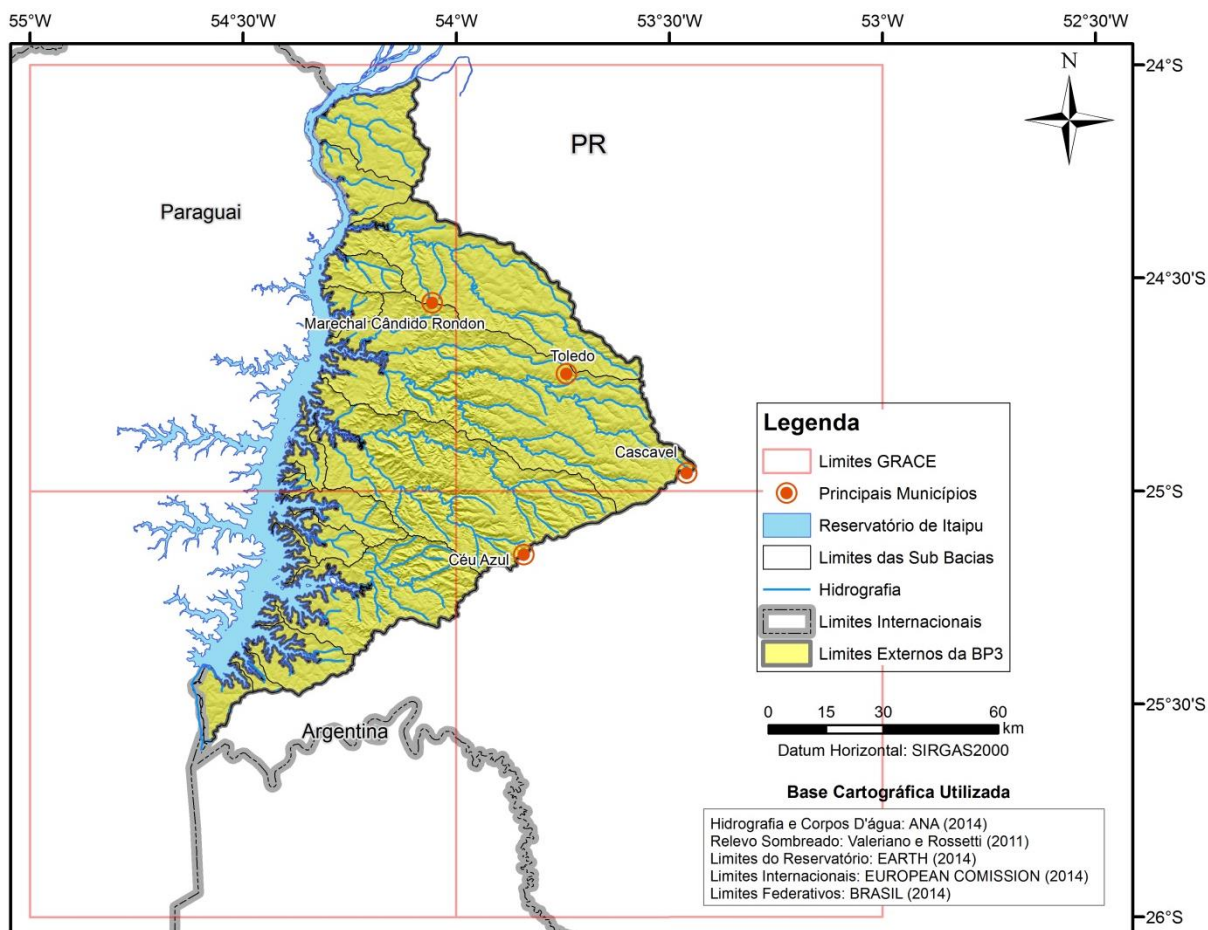 55°W
54°30'W
54°W
53°30'W
53°W
52°30'W
24°S
N
PR
Paraguai
24°30'S
Marechal Cândido Rondon
Toledo
Cascavel
25°S
Céu Azul
Legenda
Limites GRACE
Principais Municípios
Reservatório de Itaipu
Limites das Sub Bacias
Hidrografia
Limites Internacionais
Limites Externos da BP3
25°30'S
Argentina
0 15 30 60
km
Datum Horizontal: SIRGAS2000
Base Cartográfica Utilizada
Hidrografia e Corpos D'água: ANA (2014)
Relevo Sombreado: Valeriano e Rossetti (2011)
Limites do Reservatório: EARTH (2014)
Limites Internacionais: EUROPEAN COMISSION (2014)
Limites Federativos: BRASIL (2014)
26°S